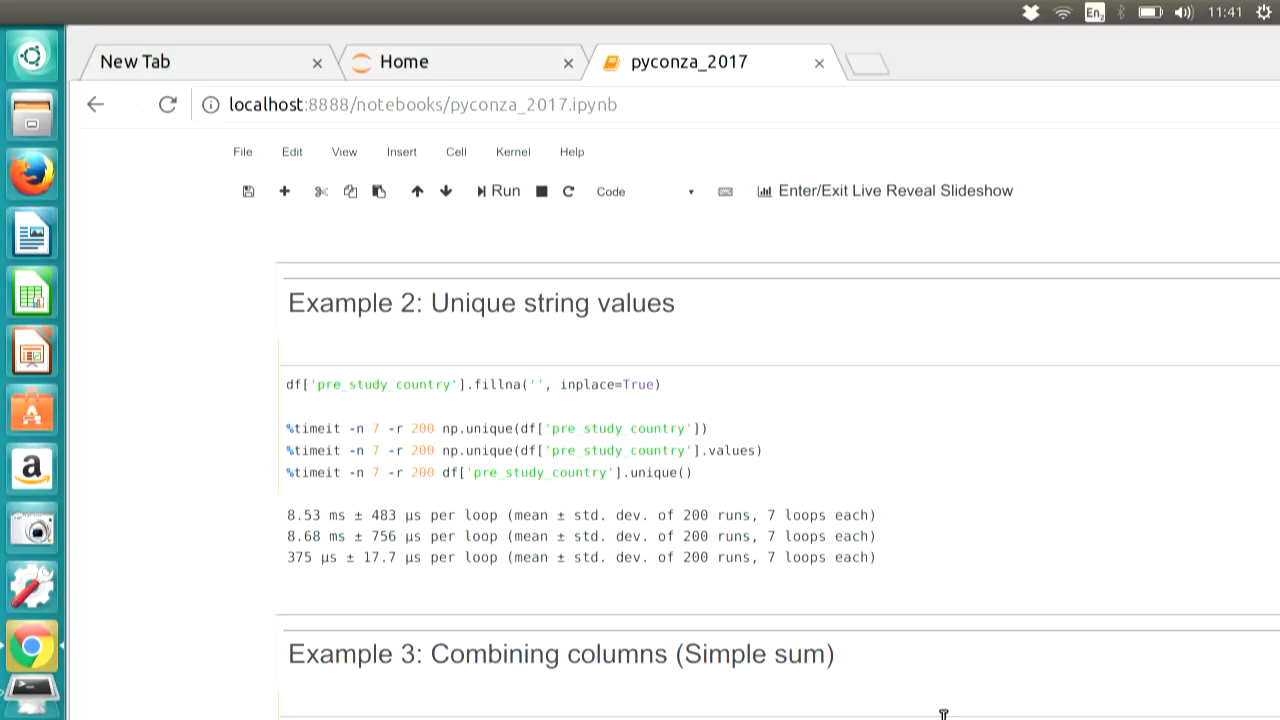 En2
11:41
New Tab
Home
pyconza_2017
localhost:8888/notebooks/pyconza_2017.ipynb
File Edit View Insert Cell Kernel Help
Run Code Enter/Exit Live Reveal Slideshow
Example 2: Unique string values
df['pre_study_country'].fillna('', inplace=True)
%timeit -n 7 -r 200 np.unique(df['pre_study_country'])
%timeit -n 7 -r 200 np.unique(df['pre_study_country'].values)
%timeit -n 7 -r 200 df['pre_study_country'].unique()
8.53 ms ± 483 µs per loop (mean ± std. dev. of 200 runs, 7 loops each)
8.68 ms ± 756 µs per loop (mean ± std. dev. of 200 runs, 7 loops each)
375 µs ± 17.7 µs per loop (mean ± std. dev. of 200 runs, 7 loops each)
Example 3: Combining columns (Simple sum)